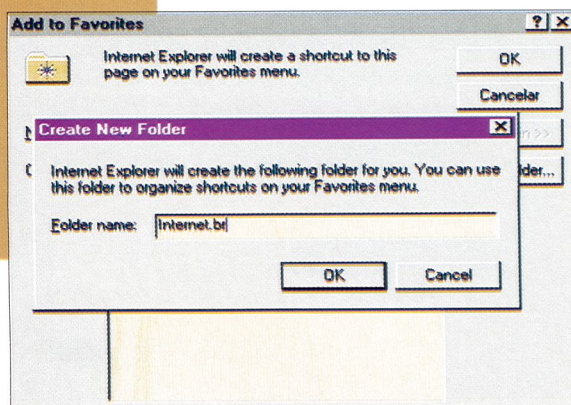 Add to Favorites
Internet Explorer will create a shortcut to this
page on your Favorites menu.
OK
Cancelar
Create New Folder
in >>
Internet Explorer will create the following folder for you. You can use
this folder to organize shortcuts on your Favorites menu.
lder...
Folder name: Internet.br
OK Cancel